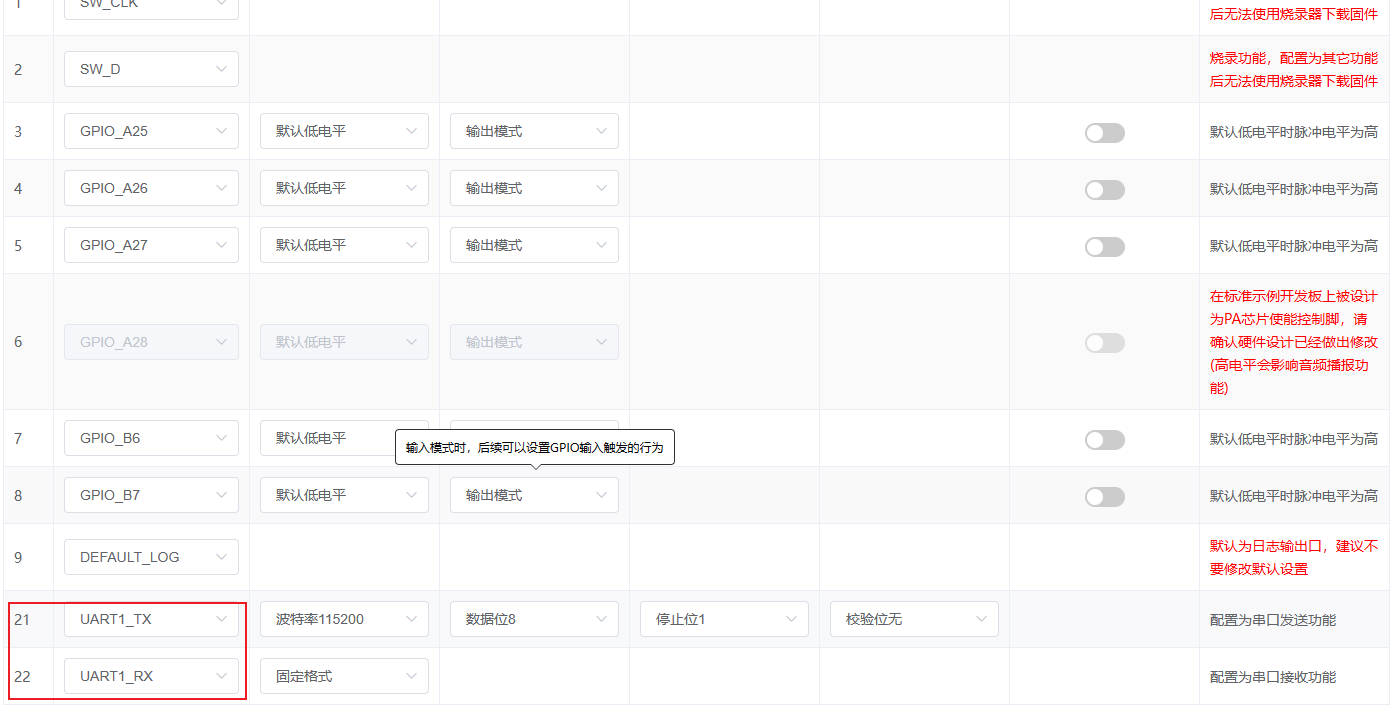 1 SW_CLK
后无法使用烧录器下载固件
2 SW_D
烧录功能，配置为其它功能
后无法使用烧录器下载固件
3 GPIO_A25 默认低电平 输出模式 默认低电平时脉冲电平为高
4 GPIO_A26 默认低电平 输出模式 默认低电平时脉冲电平为高
5 GPIO_A27 默认低电平 输出模式 默认低电平时脉冲电平为高
6 GPIO_A28 默认低电平 输出模式
在标准示例开发板上被设计
为PA芯片使能控制脚，请
确认硬件设计已经做出修改
(高电平会影响音频播报功
能)
7 GPIO_B6 默认低电平 默认低电平时脉冲电平为高
输入模式时，后续可以设置GPIO输入触发的行为
8 GPIO_B7 默认低电平 输出模式 默认低电平时脉冲电平为高
9 DEFAULT_LOG
默认为日志输出口，建议不
要修改默认设置
21 UART1_TX 波特率115200 数据位8 停止位1 校验位无 配置为串口发送功能
22 UART1_RX 固定格式 配置为串口接收功能